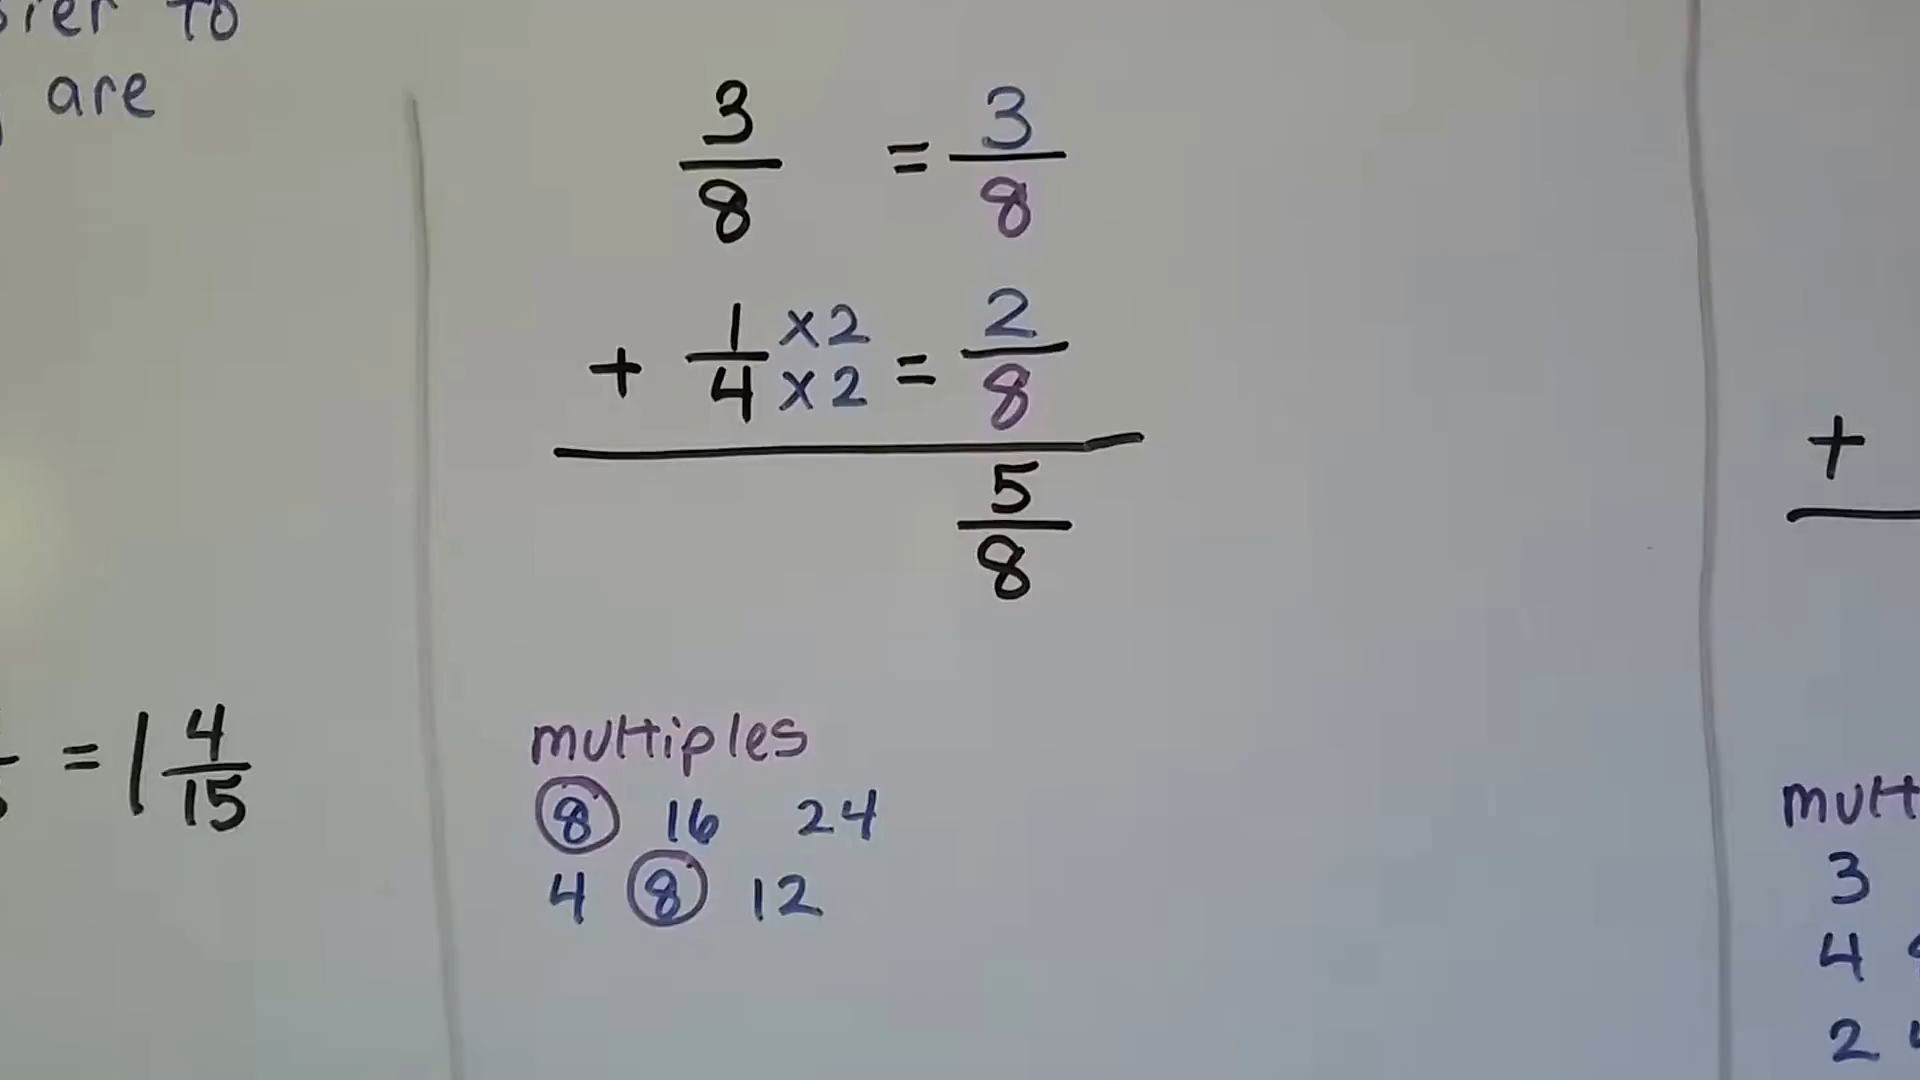 to
are
3/8 = 3/8
+ 1/4 ×2/×2 = 2/8
5/8
= 1 4/15
multiples
8 16 24
4 8 12
+
3
4
2